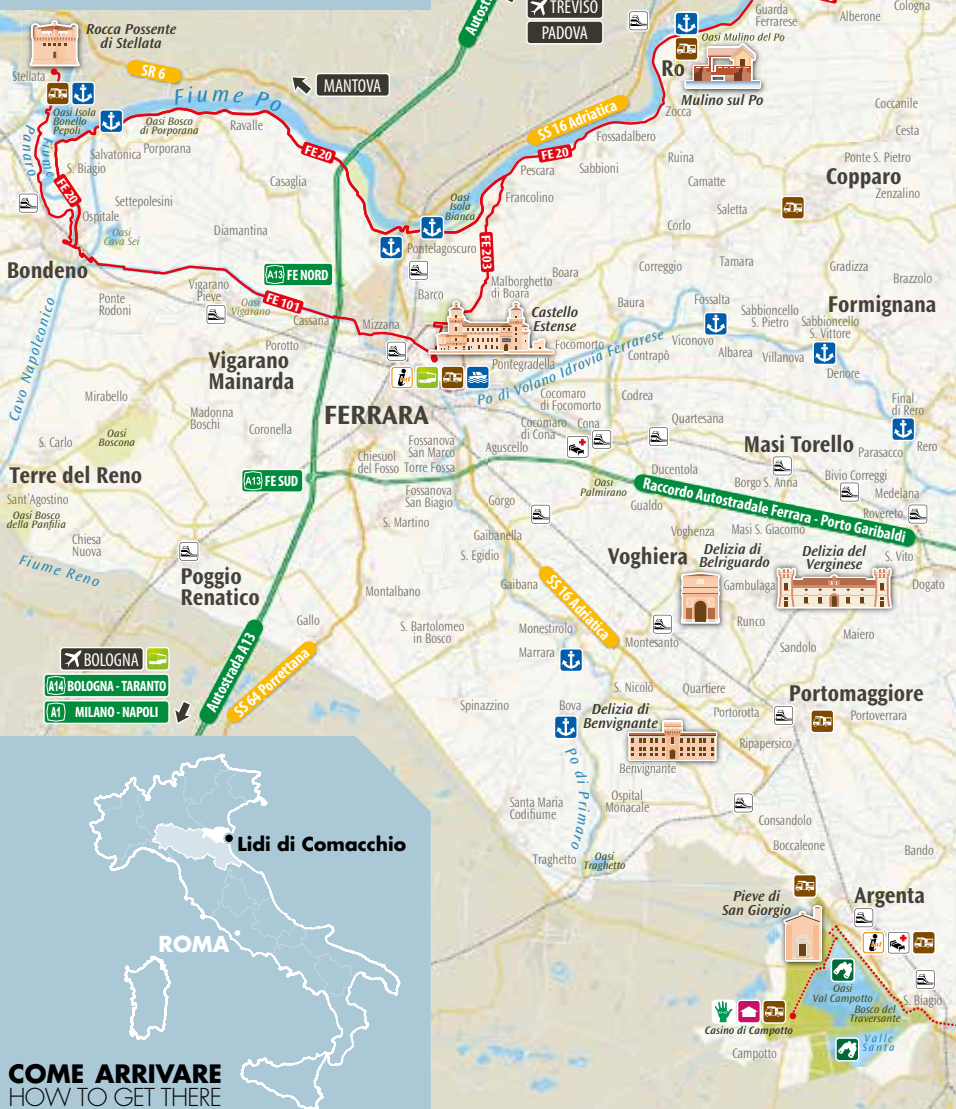 Rocca Possente
di Stellata
Stellata
SR 6
Fiume Po
MANTOVA
Autost
TREVISO
PADOVA
Guarda
Ferrarese
Alberone
Cologna
Oasi Mulino del Po
Ro
Mulino sul Po
Zocca
Coccanile
Cesta
Oasi Isola
Bonello
Pepoli
Oasi Bosco
di Porporana
Ravalle
SS 16 Adriatica
Fossadalbero
FE20
FE20
Fiume Panaro
Salvatonica
Porporana
S. Biagio
FE20
Casaglia
Pescara
Sabbioni
Ruina
Ponte S. Pietro
Camatte
Copparo
Zenzalino
Settepolesini
Ospitale
Oasi
Cava Sei
Diamantina
Oasi
Isola
Bianca
Francolino
Saletta
Corlo
Pontelagoscuro
FE203
Bondeno
A13 FE NORD
Correggio
Tamara
Gradizza
Brazzolo
Ponte
Rodoni
Vigarano
Pieve
Oasi
Vigarano
FE 101
Cassana
Mizzana
Barco
Malborghetto
di Boara
Boara
Baura
Fossalta
Formignana
Castello
Estense
Sabbioncello
S. Pietro
Sabbioncello
S. Vittore
Focomorto
Viconovo
Contrapò
Albarea
Villanova
Denore
Porotto
Pontegradella
Po di Volano Idrovia Ferrarese
Cavo Napoleonico
Vigarano
Mainarda
Mirabello
Madonna
Boschi
Coronella
FERRARA
Cocomaro
di Focomorto
Codrea
Final
di Rero
Rero
Cocomaro
di Cona
Cona
Quartesana
Masi Torello
Parasacco
S. Carlo
Oasi
Boscona
Fossanova
San Marco
Aguscello
Chiesuol
del Fosso
Torre Fossa
Terre del Reno
A13 FE SUD
Ducentola
Borgo S. Anna
Bivio Correggi
Medelana
Sant'Agostino
Oasi Bosco
della Panfilia
Fossanova
San Biagio
Gorgo
Oasi
Palmirano
Gualdo
Raccordo Autostradale Ferrara - Porto Garibaldi
Rovereto
S. Martino
Gaibanella
Voghenza
Masi S. Giacomo
Chiesa
Nuova
Fiume Reno
S. Egidio
Voghiera
Delizia di
Belriguardo
Delizia del
Verginese
S. Vito
Poggio
Renatico
Montalbano
Gaibana
SS 16 Adriatica
Gambulaga
Dogato
Gallo
S. Bartolomeo
in Bosco
Monestirolo
Runco
Maiero
Marrara
Montesanto
Sandolo
BOLOGNA
A14 BOLOGNA - TARANTO
A1 MILANO - NAPOLI
Autostrada A13
SS 64 Porrettana
Spinazzino
S. Nicolò
Quartiere
Portomaggiore
Bova
Delizia di
Benvignante
Portorotta
Portoverrara
Ripapersico
Benvignante
Po di Primaro
Santa Maria
Codifiume
Ospital
Monacale
Consandolo
Lidi di Comacchio
Boccaleone
Bando
Traghetto
Oasi
Traghetto
Pieve di
San Giorgio
Argenta
ROMA
Oasi
Val Campotto
Bosco del
Traversante
S. Biagio
Casino di Campotto
Campotto
Valle
Santa
COME ARRIVARE
HOW TO GET THERE